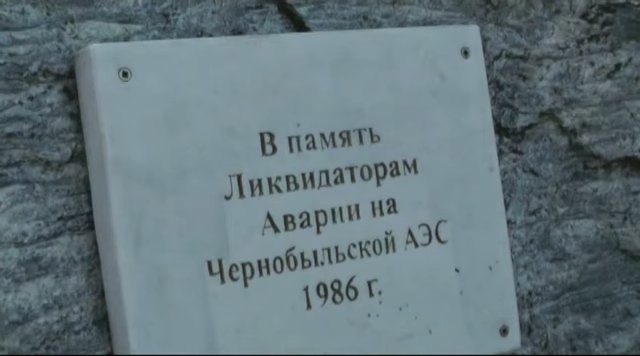 В память
Ликвидаторам
Аварии на
Чернобыльской АЭС
1986 г.